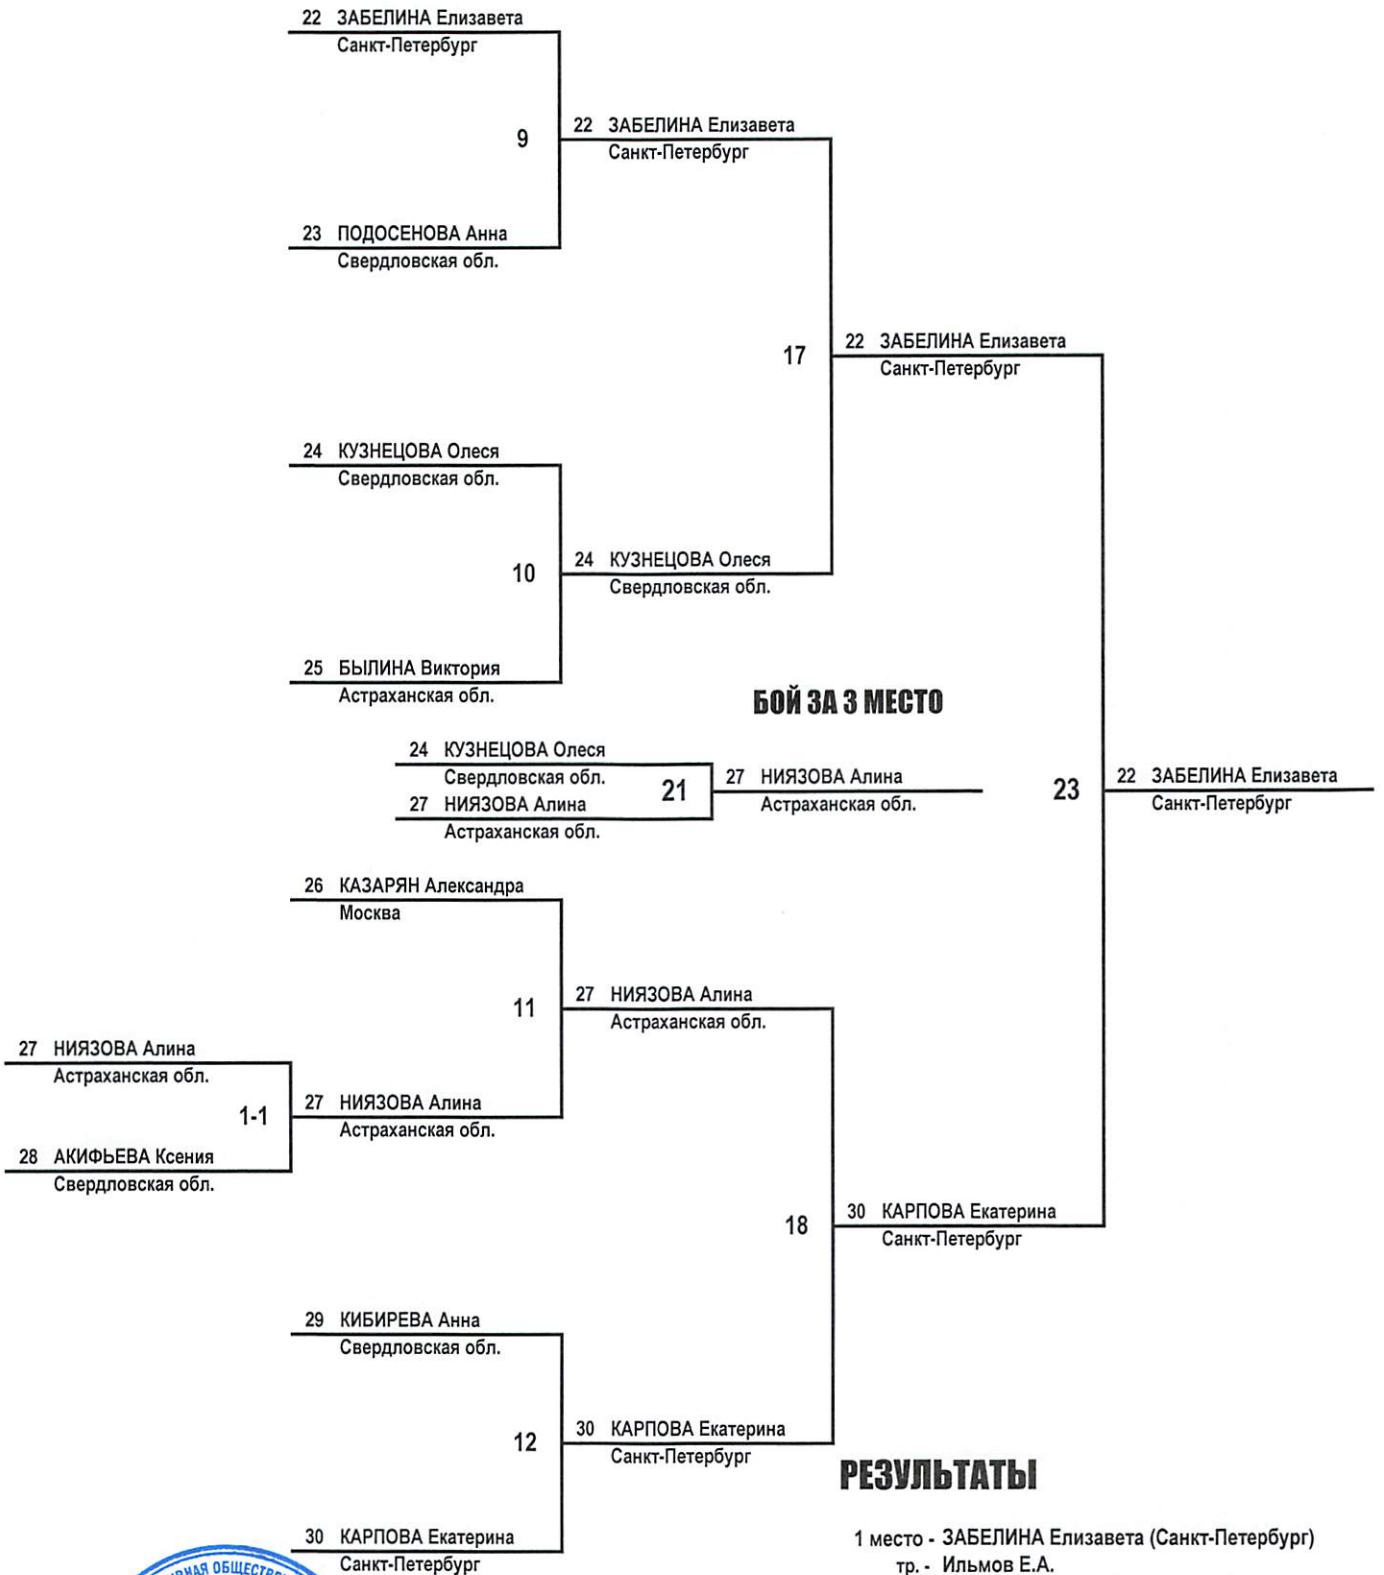 22 ЗАБЕЛИНА Елизавета
Санкт-Петербург
9
22 ЗАБЕЛИНА Елизавета
Санкт-Петербург
23 ПОДОСЕНОВА Анна
Свердловская обл.
17
22 ЗАБЕЛИНА Елизавета
Санкт-Петербург
24 КУЗНЕЦОВА Олеся
Свердловская обл.
10
24 КУЗНЕЦОВА Олеся
Свердловская обл.
25 БЫЛИНА Виктория
Астраханская обл.
БОЙ ЗА 3 МЕСТО
24 КУЗНЕЦОВА Олеся
Свердловская обл.
27 НИЯЗОВА Алина
Астраханская обл.
21
27 НИЯЗОВА Алина
Астраханская обл.
23
22 ЗАБЕЛИНА Елизавета
Санкт-Петербург
26 КАЗАРЯН Александра
Москва
11
27 НИЯЗОВА Алина
Астраханская обл.
27 НИЯЗОВА Алина
Астраханская обл.
1-1
27 НИЯЗОВА Алина
Астраханская обл.
28 АКИФЬЕВА Ксения
Свердловская обл.
18
30 КАРПОВА Екатерина
Санкт-Петербург
29 КИБИРЕВА Анна
Свердловская обл.
12
30 КАРПОВА Екатерина
Санкт-Петербург
30 КАРПОВА Екатерина
Санкт-Петербург
РЕЗУЛЬТАТЫ
1 место - ЗАБЕЛИНА Елизавета (Санкт-Петербург)
тр. - Ильмов Е.А.